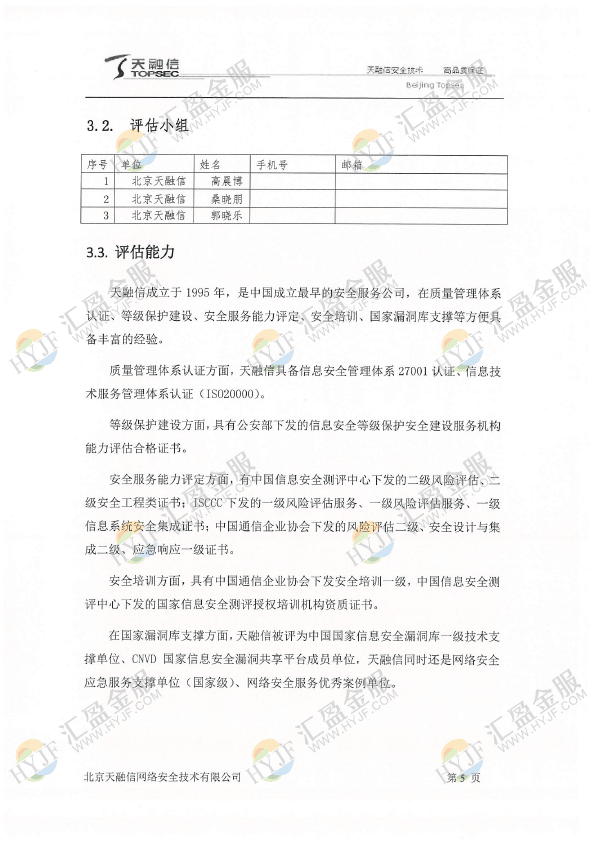 天融信
TOPSEC
天融信安全技术 高品质保证
Beijing Topsec
3.2. 评估小组
序号 单位 姓名 手机号 邮箱
1 北京天融信 高晨博
2 北京天融信 桑晓朋
3 北京天融信 郭晓乐
3.3. 评估能力
天融信成立于 1995 年，是中国成立最早的安全服务公司，在质量管理体系
认证、等级保护建设、安全服务能力评定、安全培训、国家漏洞库支撑等方便具
备丰富的经验。
质量管理体系认证方面，天融信具备信息安全管理体系 27001 认证、信息技
术服务管理体系认证（ISO20000）。
等级保护建设方面，具有公安部下发的信息安全等级保护安全建设服务机构
能力评估合格证书。
安全服务能力评定方面，有中国信息安全测评中心下发的二级风险评估、二
级安全工程类证书；ISCCC 下发的一级风险评估服务、一级风险评估服务、一级
信息系统安全集成证书；中国通信企业协会下发的风险评估二级、安全设计与集
成二级、应急响应一级证书。
安全培训方面，具有中国通信企业协会下发安全培训一级，中国信息安全测
评中心下发的国家信息安全测评授权培训机构资质证书。
在国家漏洞库支撑方面，天融信被评为中国国家信息安全漏洞库一级技术支
撑单位、CNVD 国家信息安全漏洞共享平台成员单位，天融信同时还是网络安全
应急服务支撑单位（国家级）、网络安全服务优秀案例单位。
北京天融信网络安全技术有限公司 第 5 页
HYJF 汇盈金服
WWW.HYJF.COM